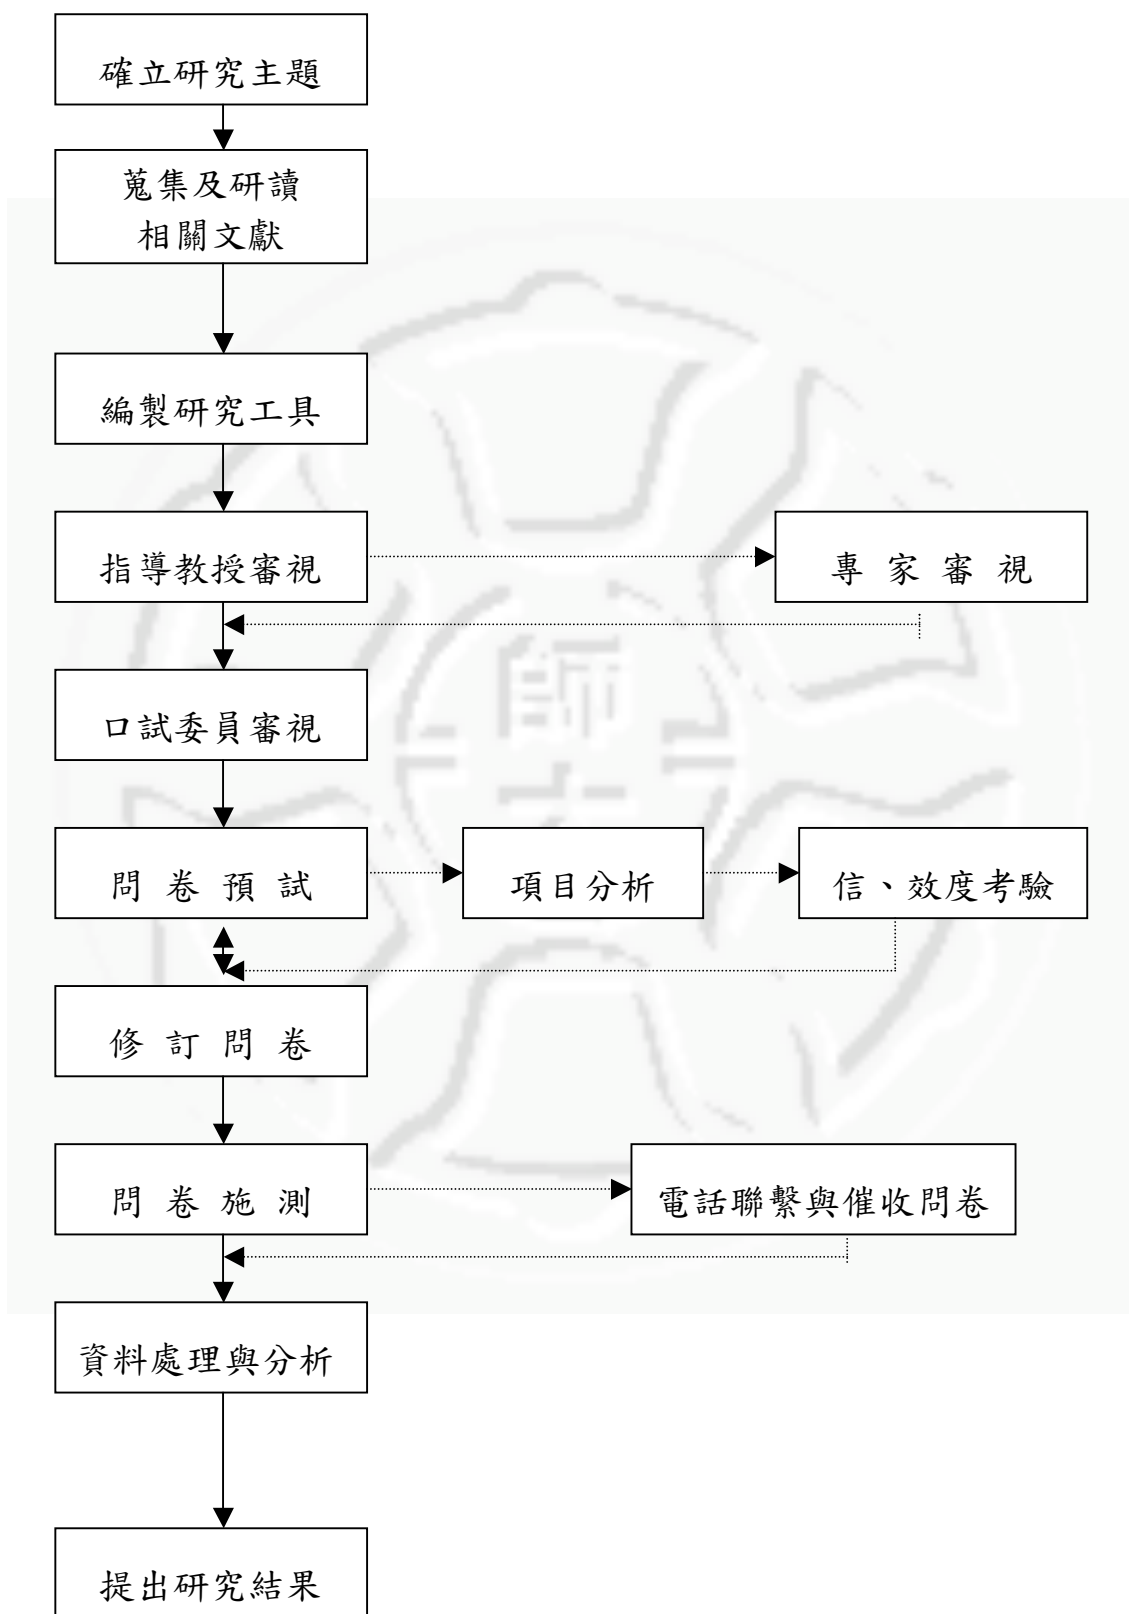 確立研究主題
蒐集及研讀
相關文獻
編製研究工具
指導教授審視
專家審視
師大
口試委員審視
問卷預試
項目分析
信、效度考驗
修訂問卷
問卷施測
電話聯繫與催收問卷
資料處理與分析
提出研究結果